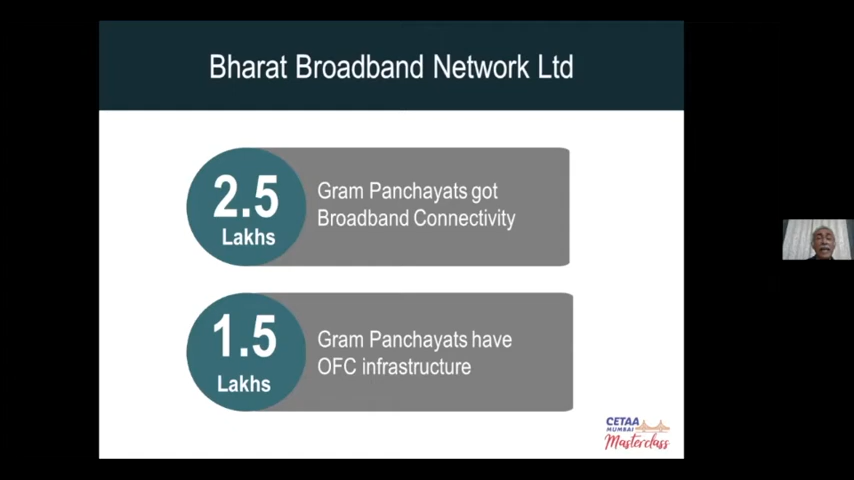 Bharat Broadband Network Ltd
2.5
Lakhs
Gram Panchayats got
Broadband Connectivity
1.5
Lakhs
Gram Panchayats have
OFC infrastructure
CETAA
MUMBAI
Masterclass